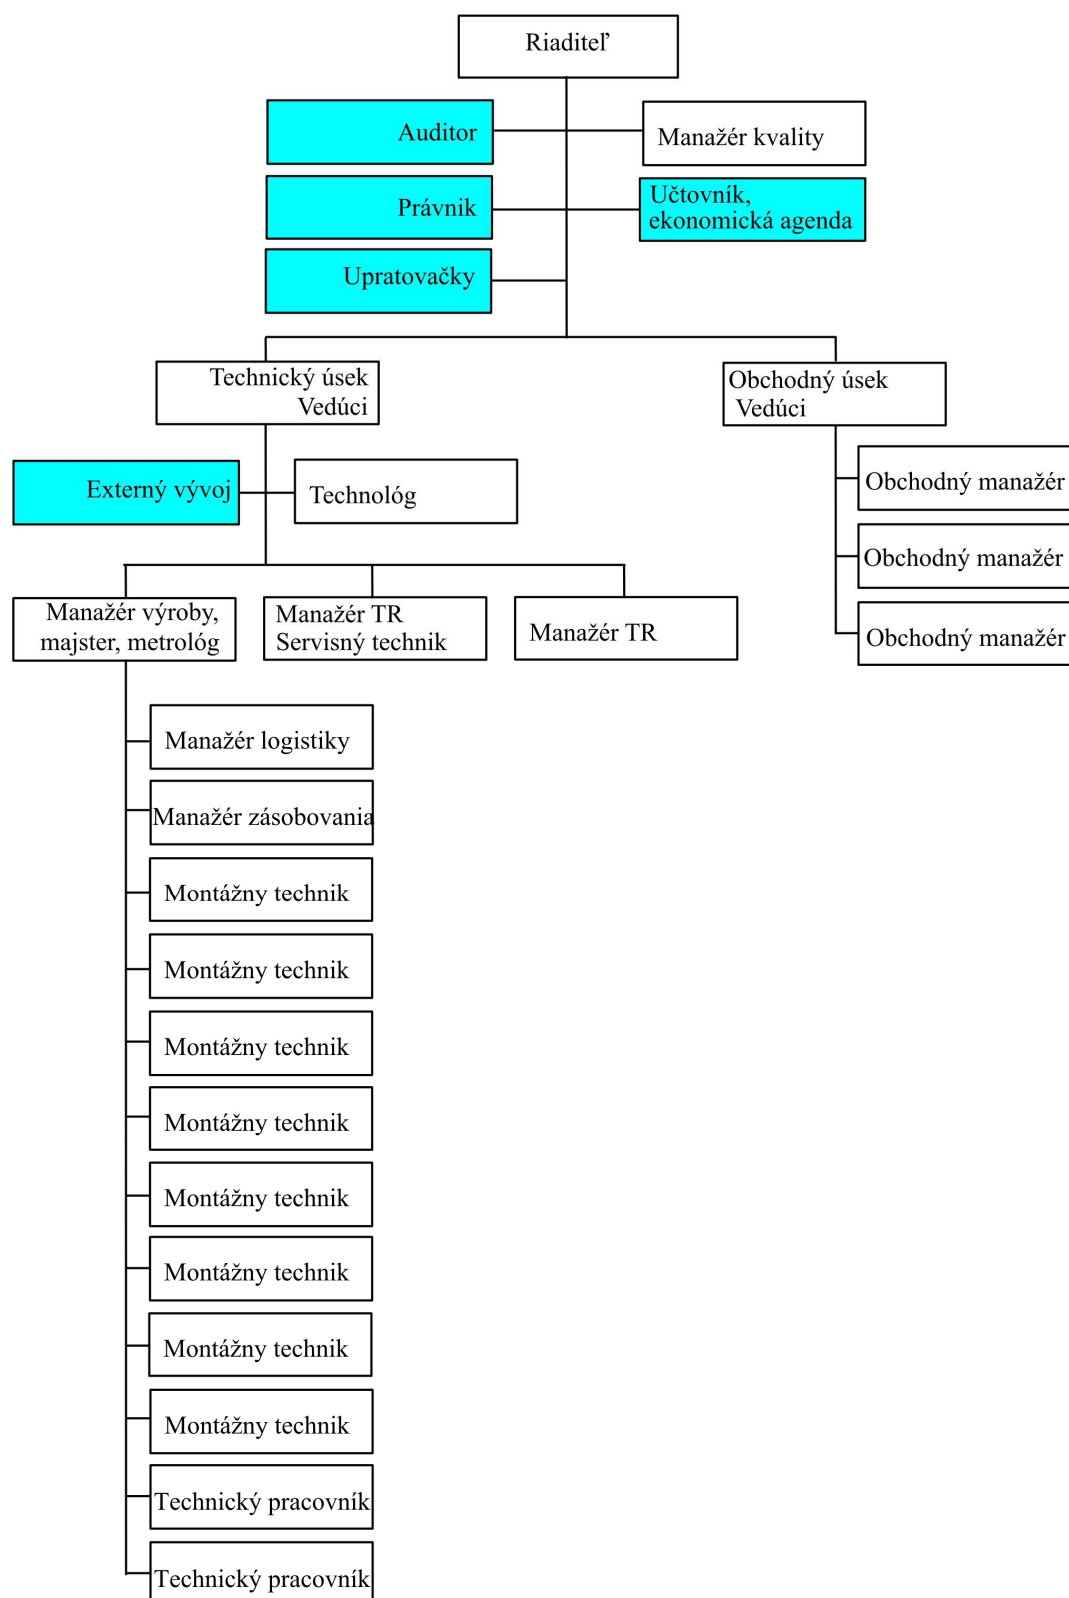 Riaditeľ
Auditor
Manažér kvality
Právnik
Učtovník,
ekonomická agenda
Upratovačky
Technický úsek
Vedúci
Obchodný úsek
Vedúci
Externý vývoj
Technológ
Obchodný manažér
Obchodný manažér
Obchodný manažér
Manažér výroby,
majster, metrológ
Manažér TR
Servisný technik
Manažér TR
Manažér logistiky
Manažér zásobovania
Montážny technik
Montážny technik
Montážny technik
Montážny technik
Montážny technik
Montážny technik
Montážny technik
Montážny technik
Technický pracovník
Technický pracovník